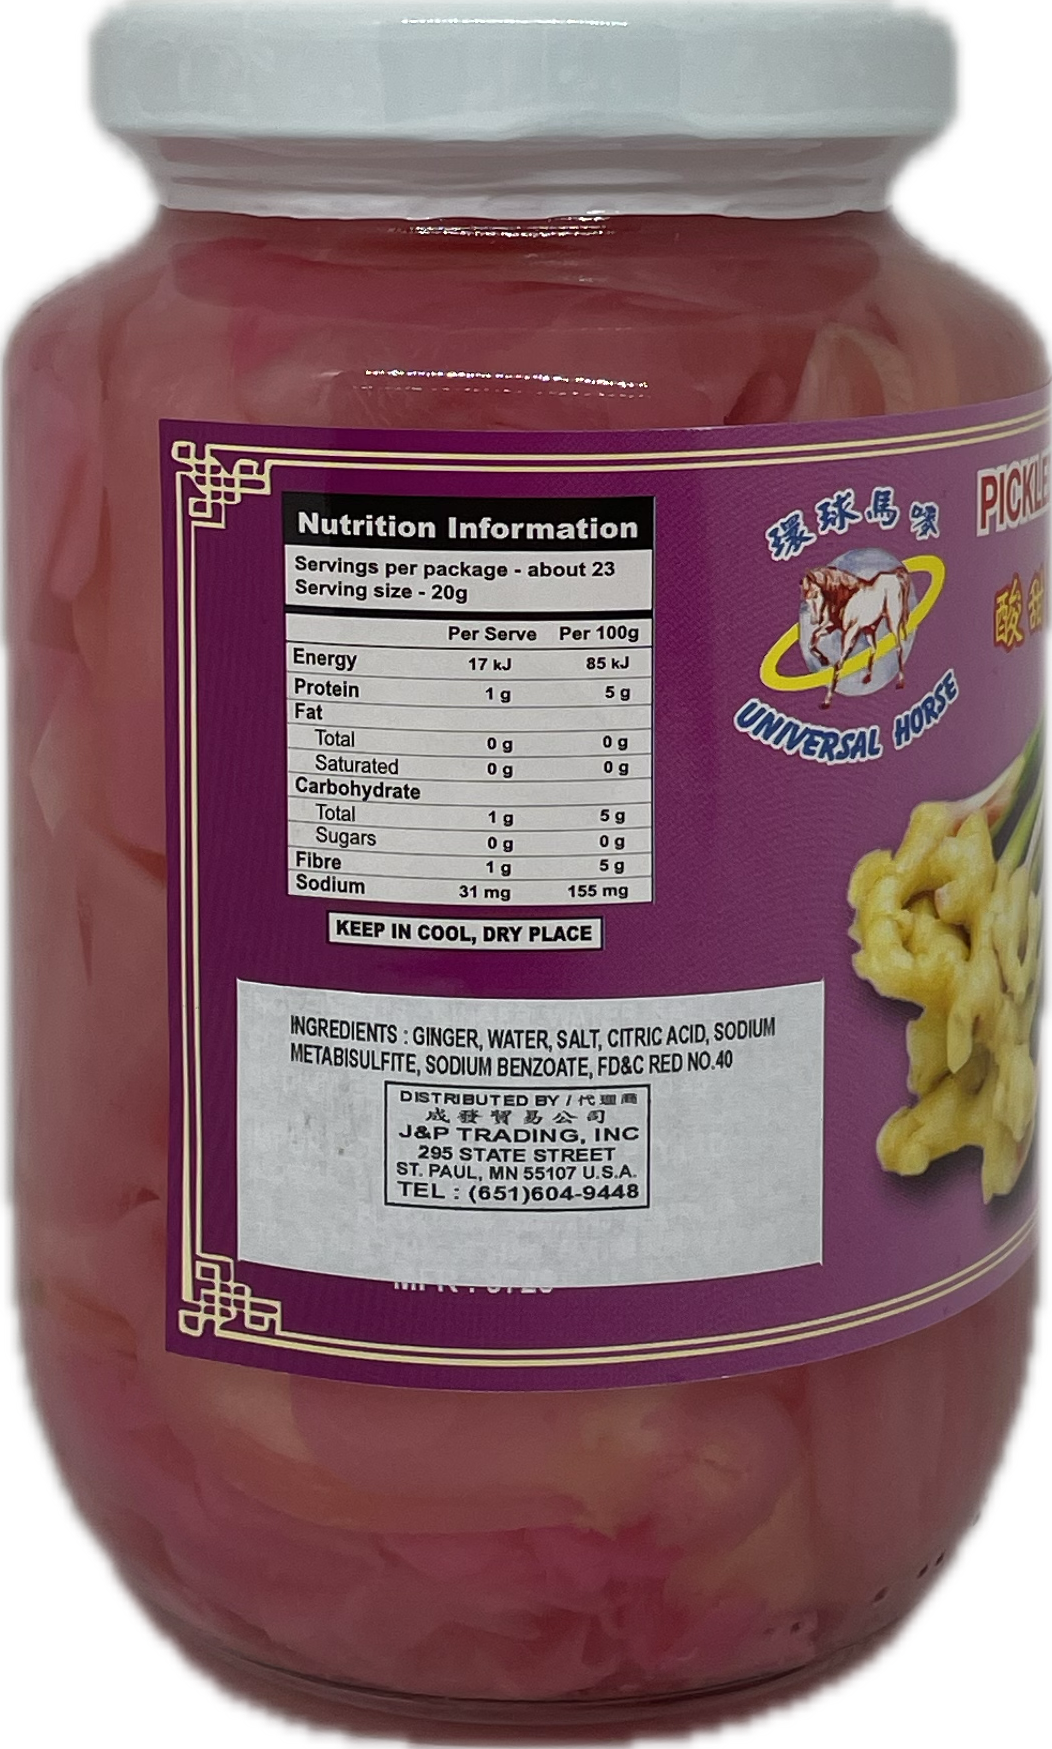 Nutrition Information
Servings per package - about 23
Serving size - 20g
Per Serve Per 100g
Energy 17 kJ 85 kJ
Protein 1 g 5 g
Fat
Total 0 g 0 g
Saturated 0 g 0 g
Carbohydrate
Total 1 g 5 g
Sugars 0 g 0 g
Fibre 1 g 5 g
Sodium 31 mg 155 mg
KEEP IN COOL, DRY PLACE
INGREDIENTS : GINGER, WATER, SALT, CITRIC ACID, SODIUM
METABISULFITE, SODIUM BENZOATE, FD&C RED NO.40
DISTRIBUTED BY / 代理商
成發貿易公司
J&P TRADING, INC
295 STATE STREET
ST. PAUL, MN 55107 U.S.A.
TEL : (651)604-9448
環球馬嘜
UNIVERSAL HORSE
PICKLE
酸甜